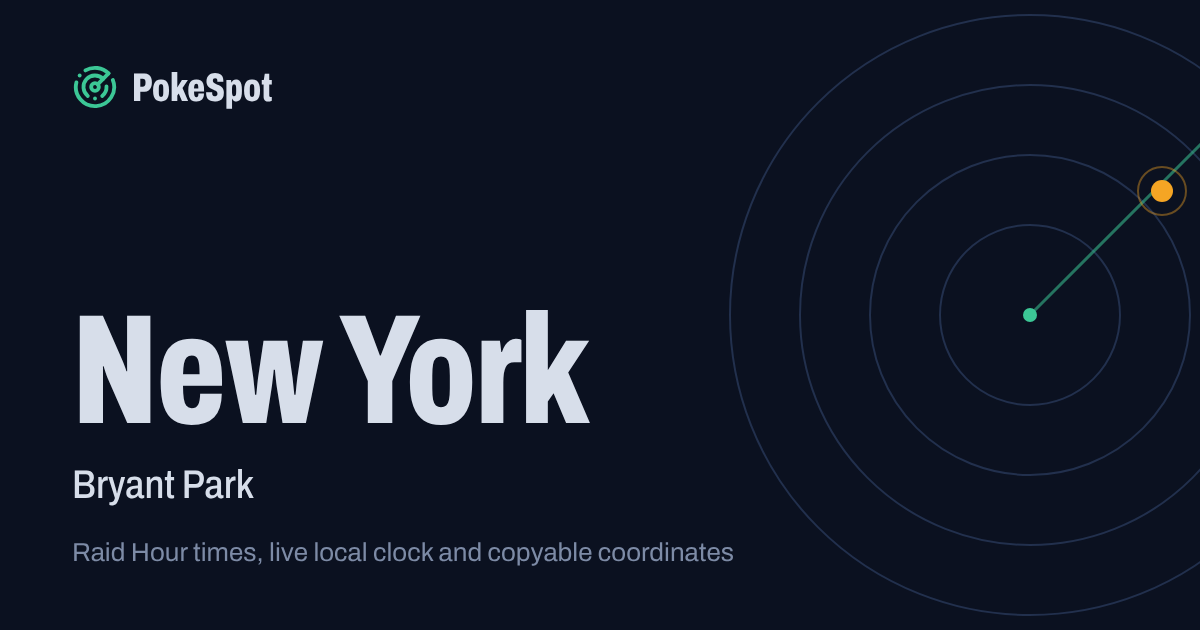 PokeSpot
New York
Bryant Park
Raid Hour times, live local clock and copyable coordinates